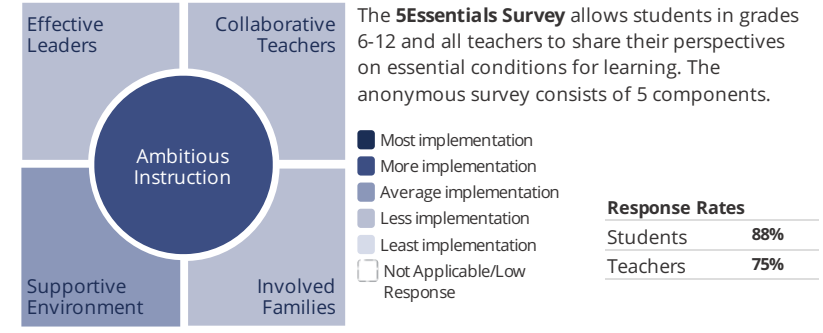 Effective
Leaders
Collaborative
Teachers
Ambitious
Instruction
Supportive
Environment
Involved
Families
The 5Essentials Survey allows students in grades
6-12 and all teachers to share their perspectives
on essential conditions for learning. The
anonymous survey consists of 5 components.
Most implementation
More implementation
Average implementation
Less implementation
Least implementation
Not Applicable/Low
Response
Response Rates
Students 88%
Teachers 75%